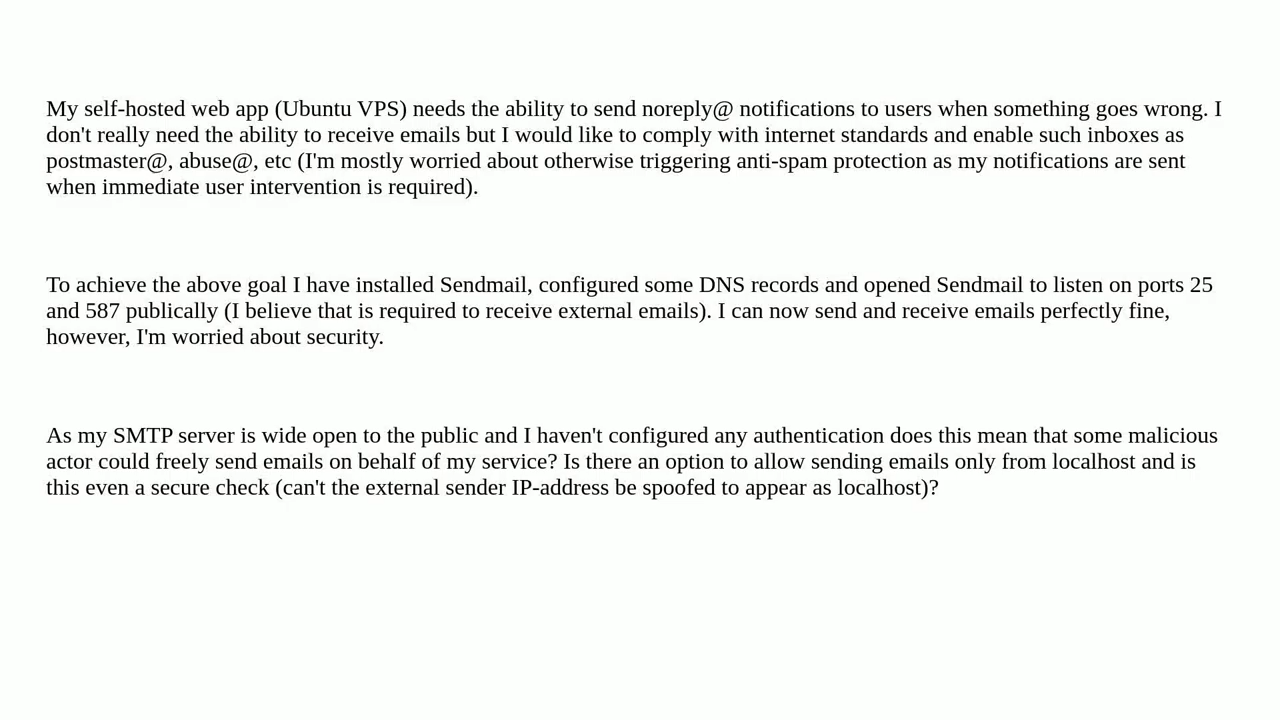 My self-hosted web app (Ubuntu VPS) needs the ability to send noreply@ notifications to users when something goes wrong. I
don't really need the ability to receive emails but I would like to comply with internet standards and enable such inboxes as
postmaster@, abuse@, etc (I'm mostly worried about otherwise triggering anti-spam protection as my notifications are sent
when immediate user intervention is required).
To achieve the above goal I have installed Sendmail, configured some DNS records and opened Sendmail to listen on ports 25
and 587 publically (I believe that is required to receive external emails). I can now send and receive emails perfectly fine,
however, I'm worried about security.
As my SMTP server is wide open to the public and I haven't configured any authentication does this mean that some malicious
actor could freely send emails on behalf of my service? Is there an option to allow sending emails only from localhost and is
this even a secure check (can't the external sender IP-address be spoofed to appear as localhost)?